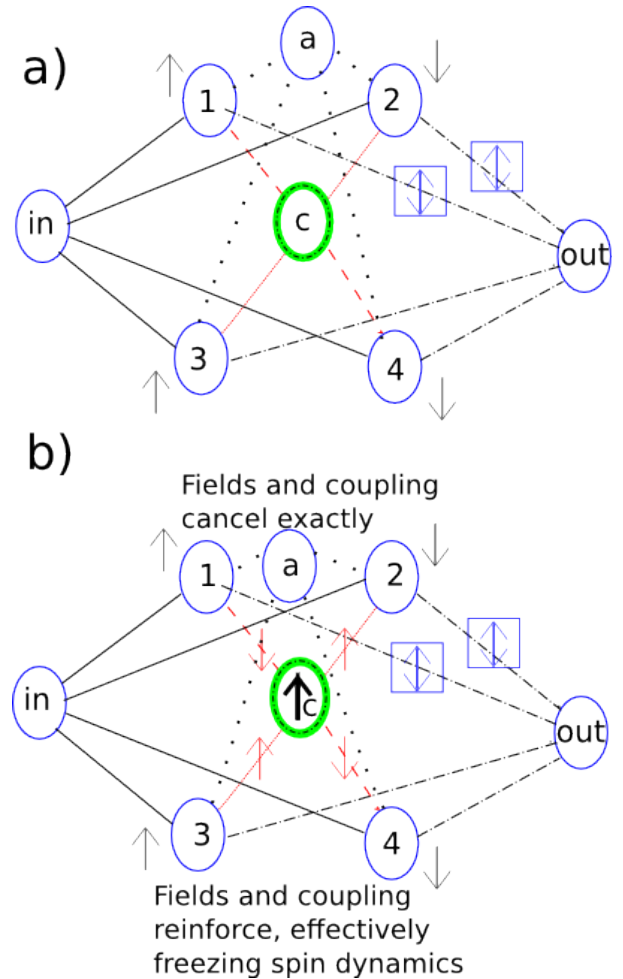 a)
a
1
2
in
c
out
3
4
b)
Fields and coupling
cancel exactly
1
a
2
in
c
out
3
4
Fields and coupling
reinforce, effectively
freezing spin dynamics